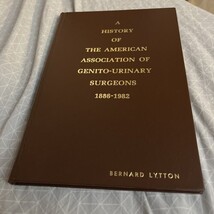 A
HISTORY
OF
THE AMERICAN
ASSOCIATION OF
GENITO-URINARY
SURGEONS
1886-1982
BERNARD LYTTON